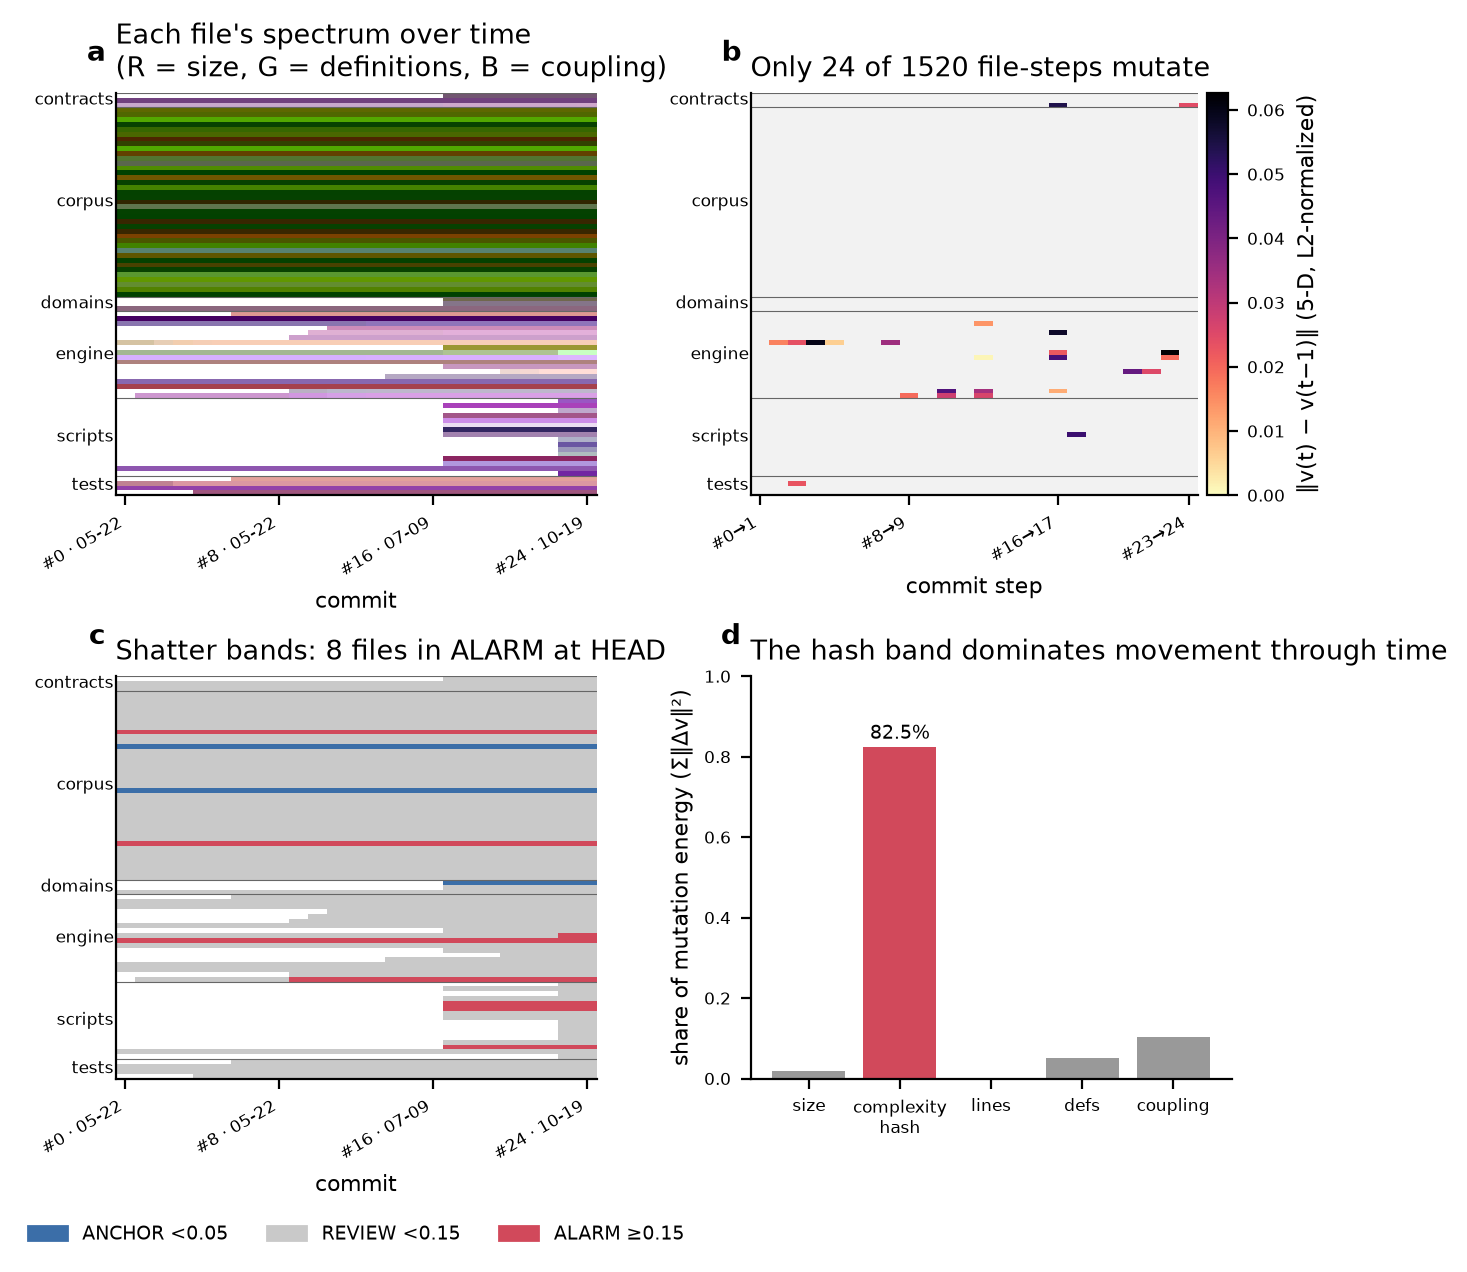 a
Each file's spectrum over time
(R = size, G = definitions, B = coupling)
contracts
corpus
domains
engine
scripts
tests
#0 · 05-22
#8 · 05-22
#16 · 07-09
#24 · 10-19
commit
b
Only 24 of 1520 file-steps mutate
contracts
corpus
domains
engine
scripts
tests
#0→1
#8→9
#16→17
#23→24
commit step
0.06
0.05
0.04
0.03
0.02
0.01
0.00
‖v(t) − v(t−1)‖ (5-D, L2-normalized)
c
Shatter bands: 8 files in ALARM at HEAD
contracts
corpus
domains
engine
scripts
tests
#0 · 05-22
#8 · 05-22
#16 · 07-09
#24 · 10-19
commit
ANCHOR <0.05
REVIEW <0.15
ALARM ≥0.15
d
The hash band dominates movement through time
share of mutation energy (Σ‖Δv‖²)
1.0
0.8
0.6
0.4
0.2
0.0
82.5%
size
complexity
hash
lines
defs
coupling